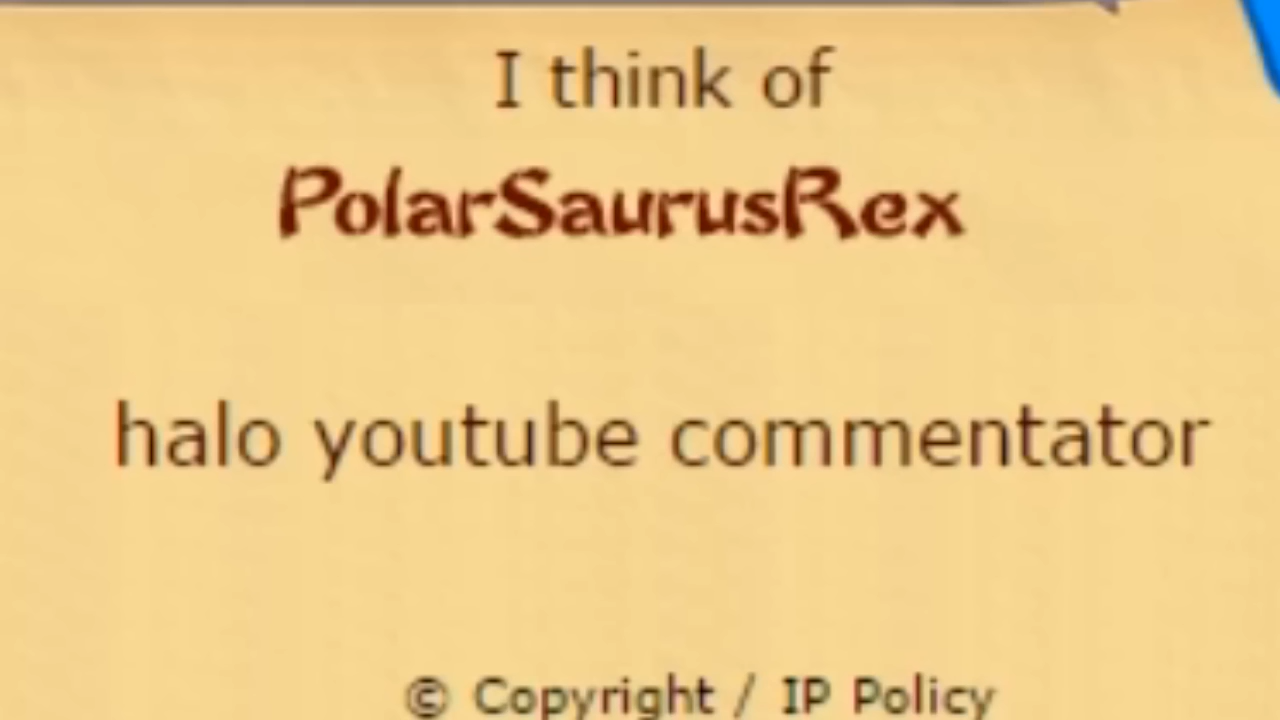 I think of
PolarSaurusRex
halo youtube commentator
© Copyright / IP Policy